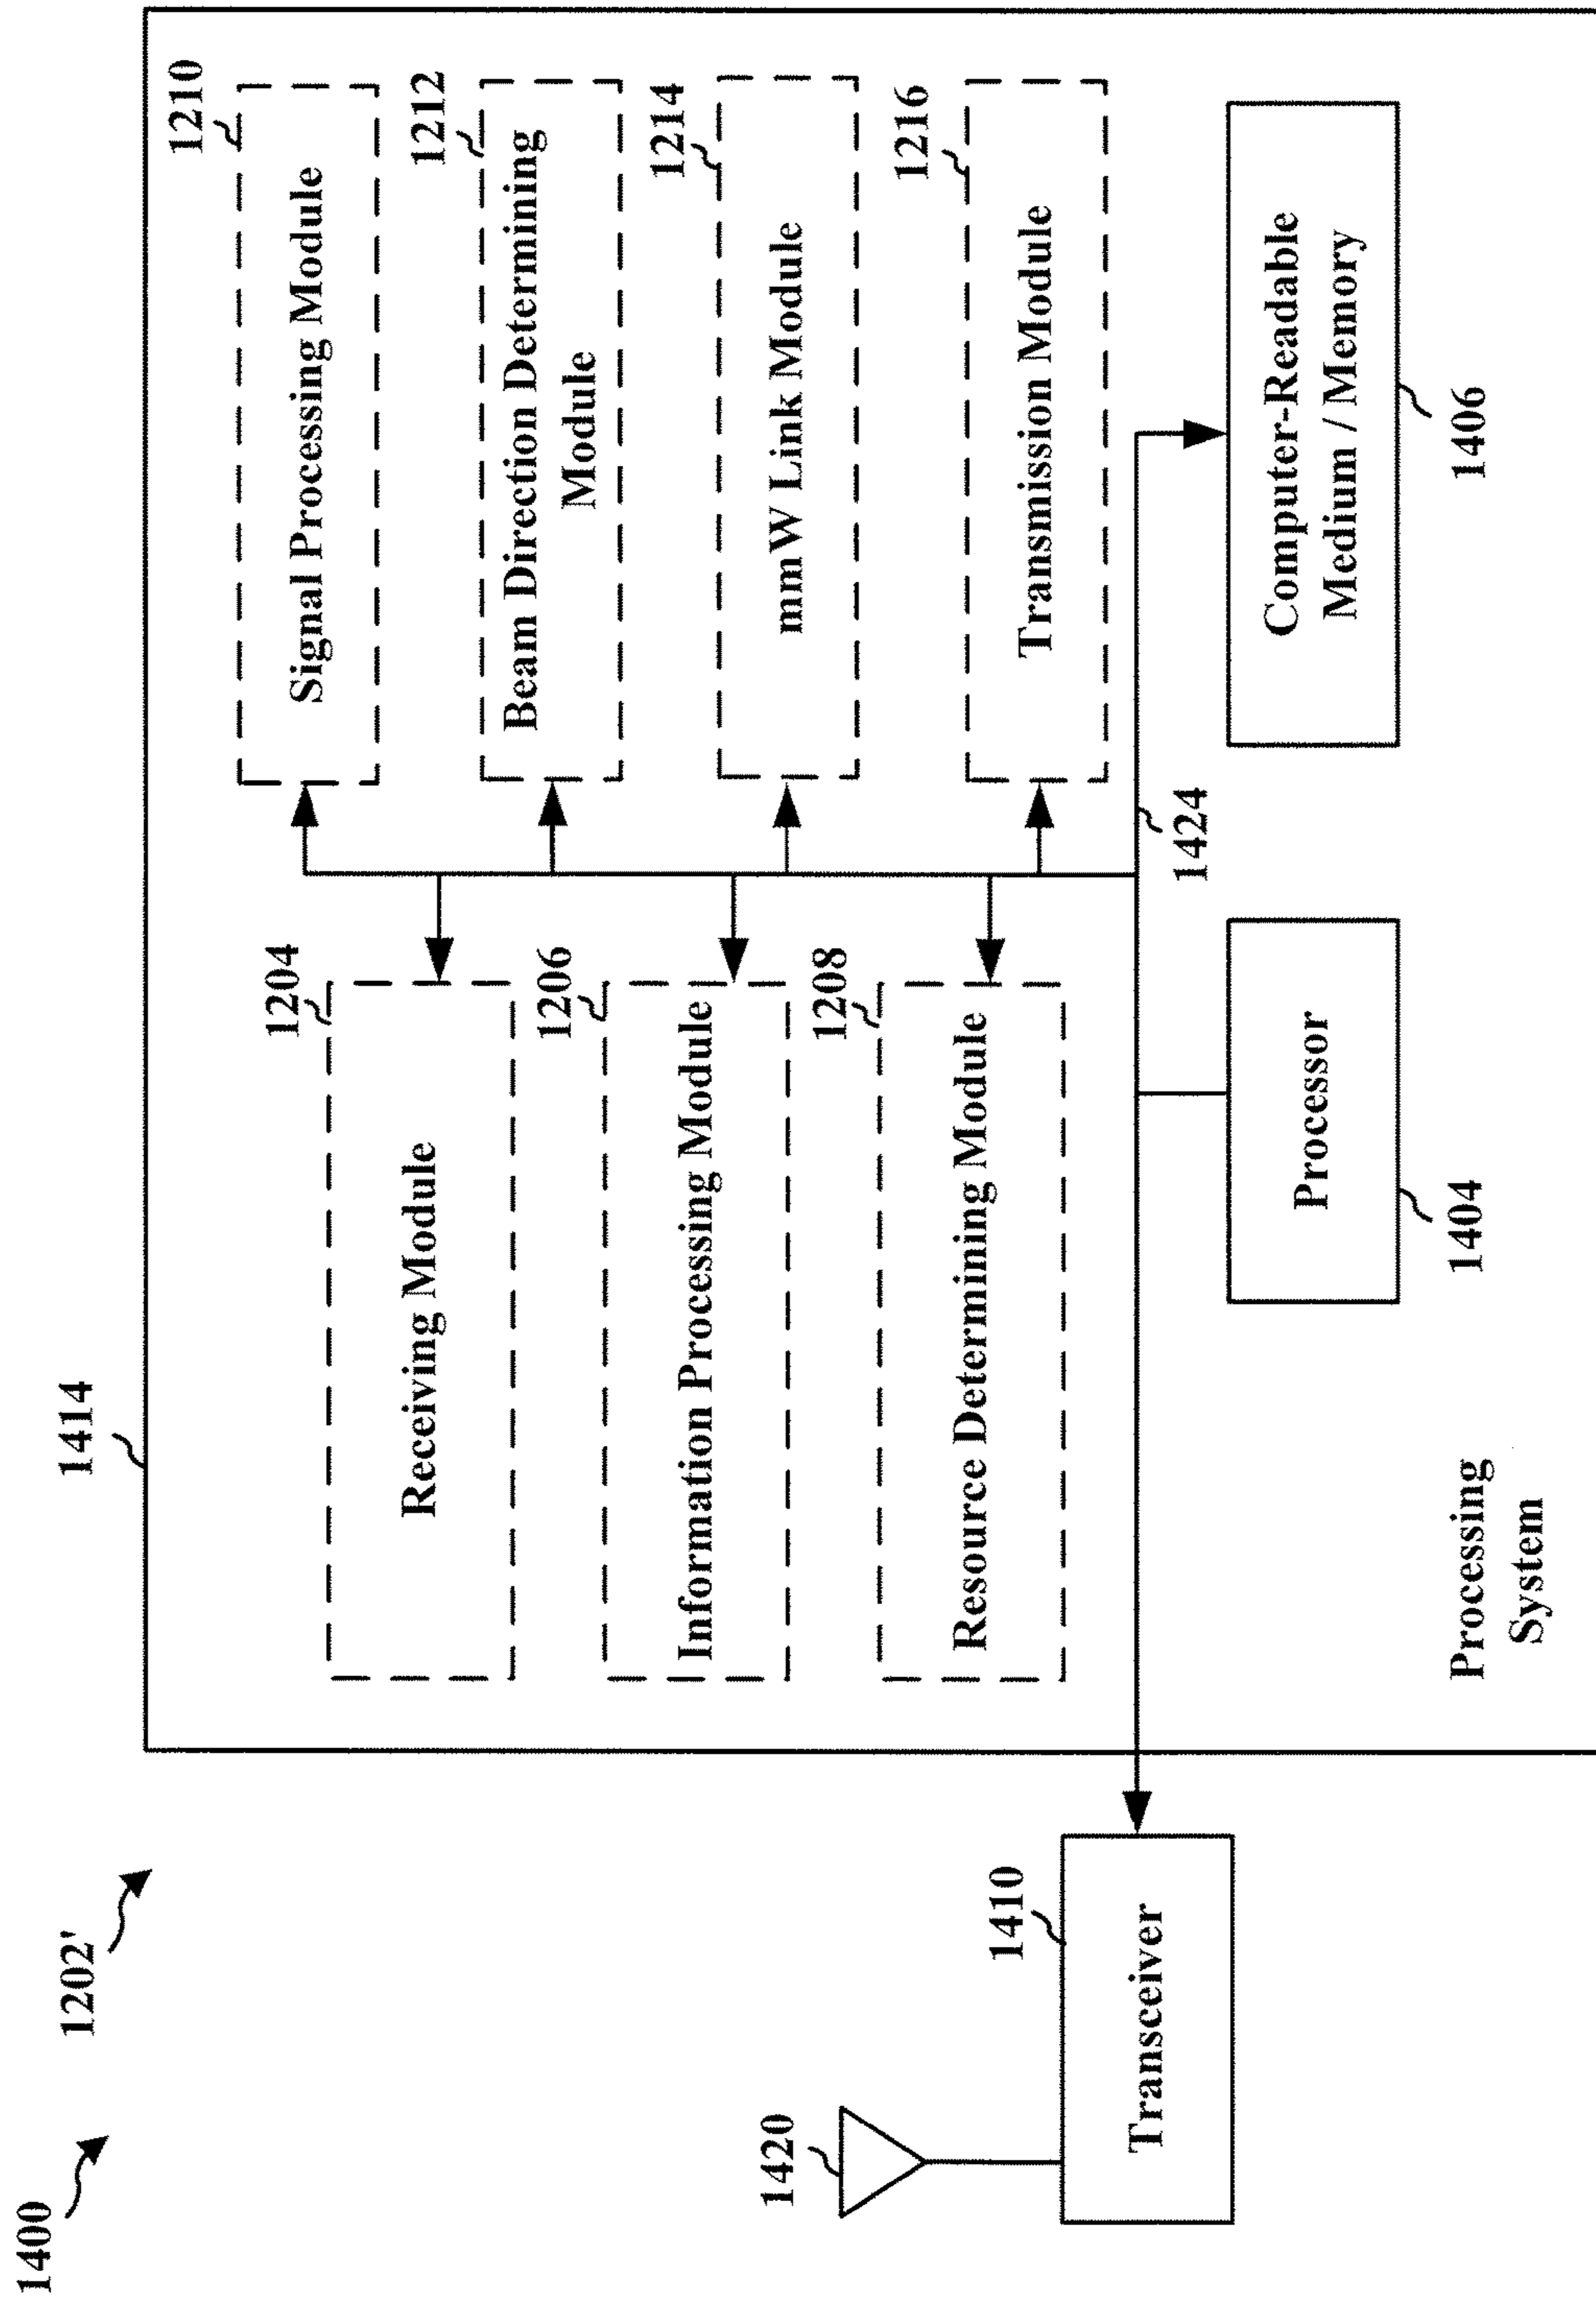 1400
1202'
1414
1204
Receiving Module
1206
Information Processing Module
1208
Resource Determining Module
1210
Signal Processing Module
1212
Beam Direction Determining
Module
1214
mmW Link Module
1216
Transmission Module
1420
1410
Transceiver
1424
Processor
1404
Computer-Readable
Medium / Memory
1406
Processing
System